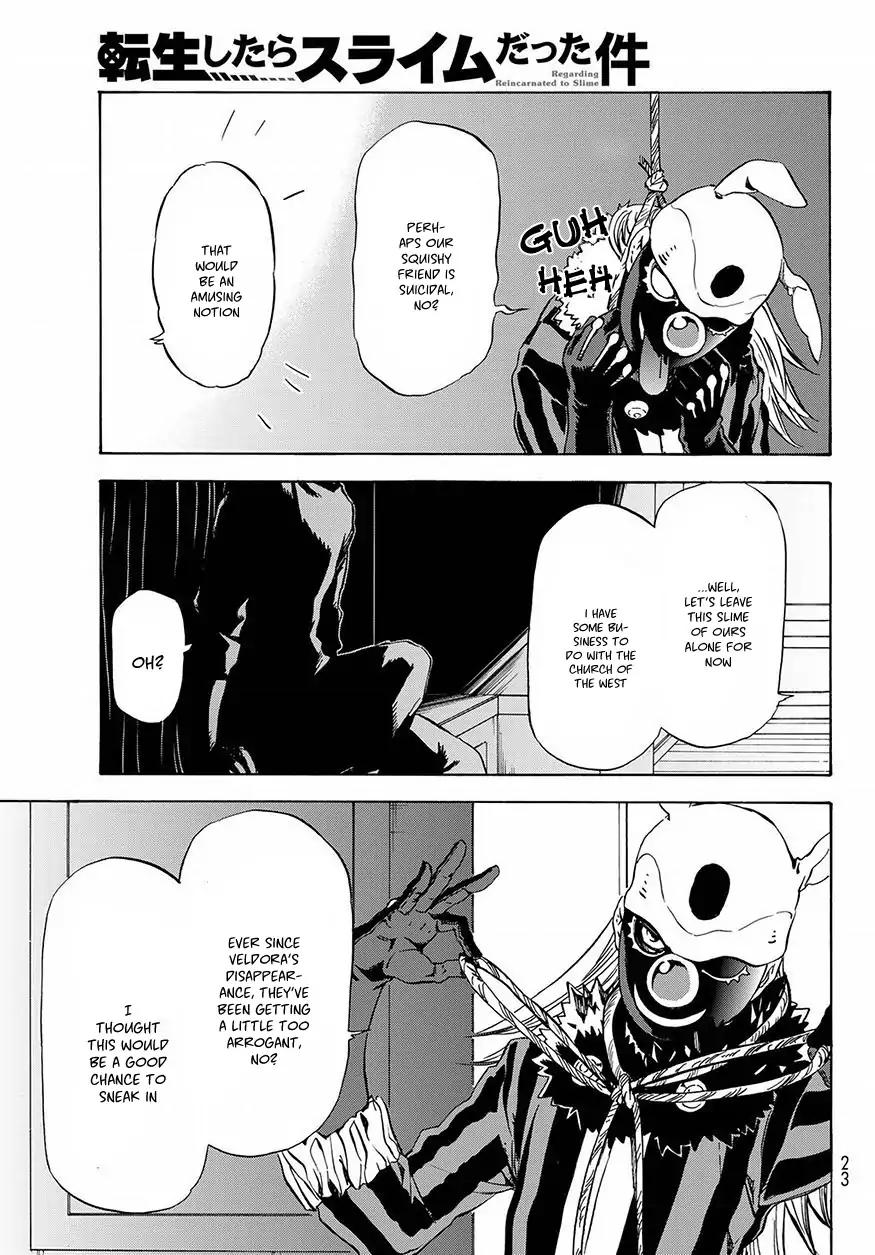 転生したらスライムだった件
Regarding
Reincarnated to Slime
GUH
HEH
PERH-
APS OUR
SQUISHY
FRIEND IS
SUICIDAL,
NO?
THAT
WOULD
BE AN
AMUSING
NOTION
...WELL,
LET'S LEAVE
THIS SLIME
OF OURS
ALONE FOR
NOW
I HAVE
SOME BU-
SINESS TO
DO WITH THE
CHURCH OF
THE WEST
OH?
EVER SINCE
VELDORA'S
DISAPPEAR-
ANCE, THEY'VE
BEEN GETTING
A LITTLE TOO
ARROGANT,
NO?
I
THOUGHT
THIS WOULD
BE A GOOD
CHANCE TO
SNEAK IN
23